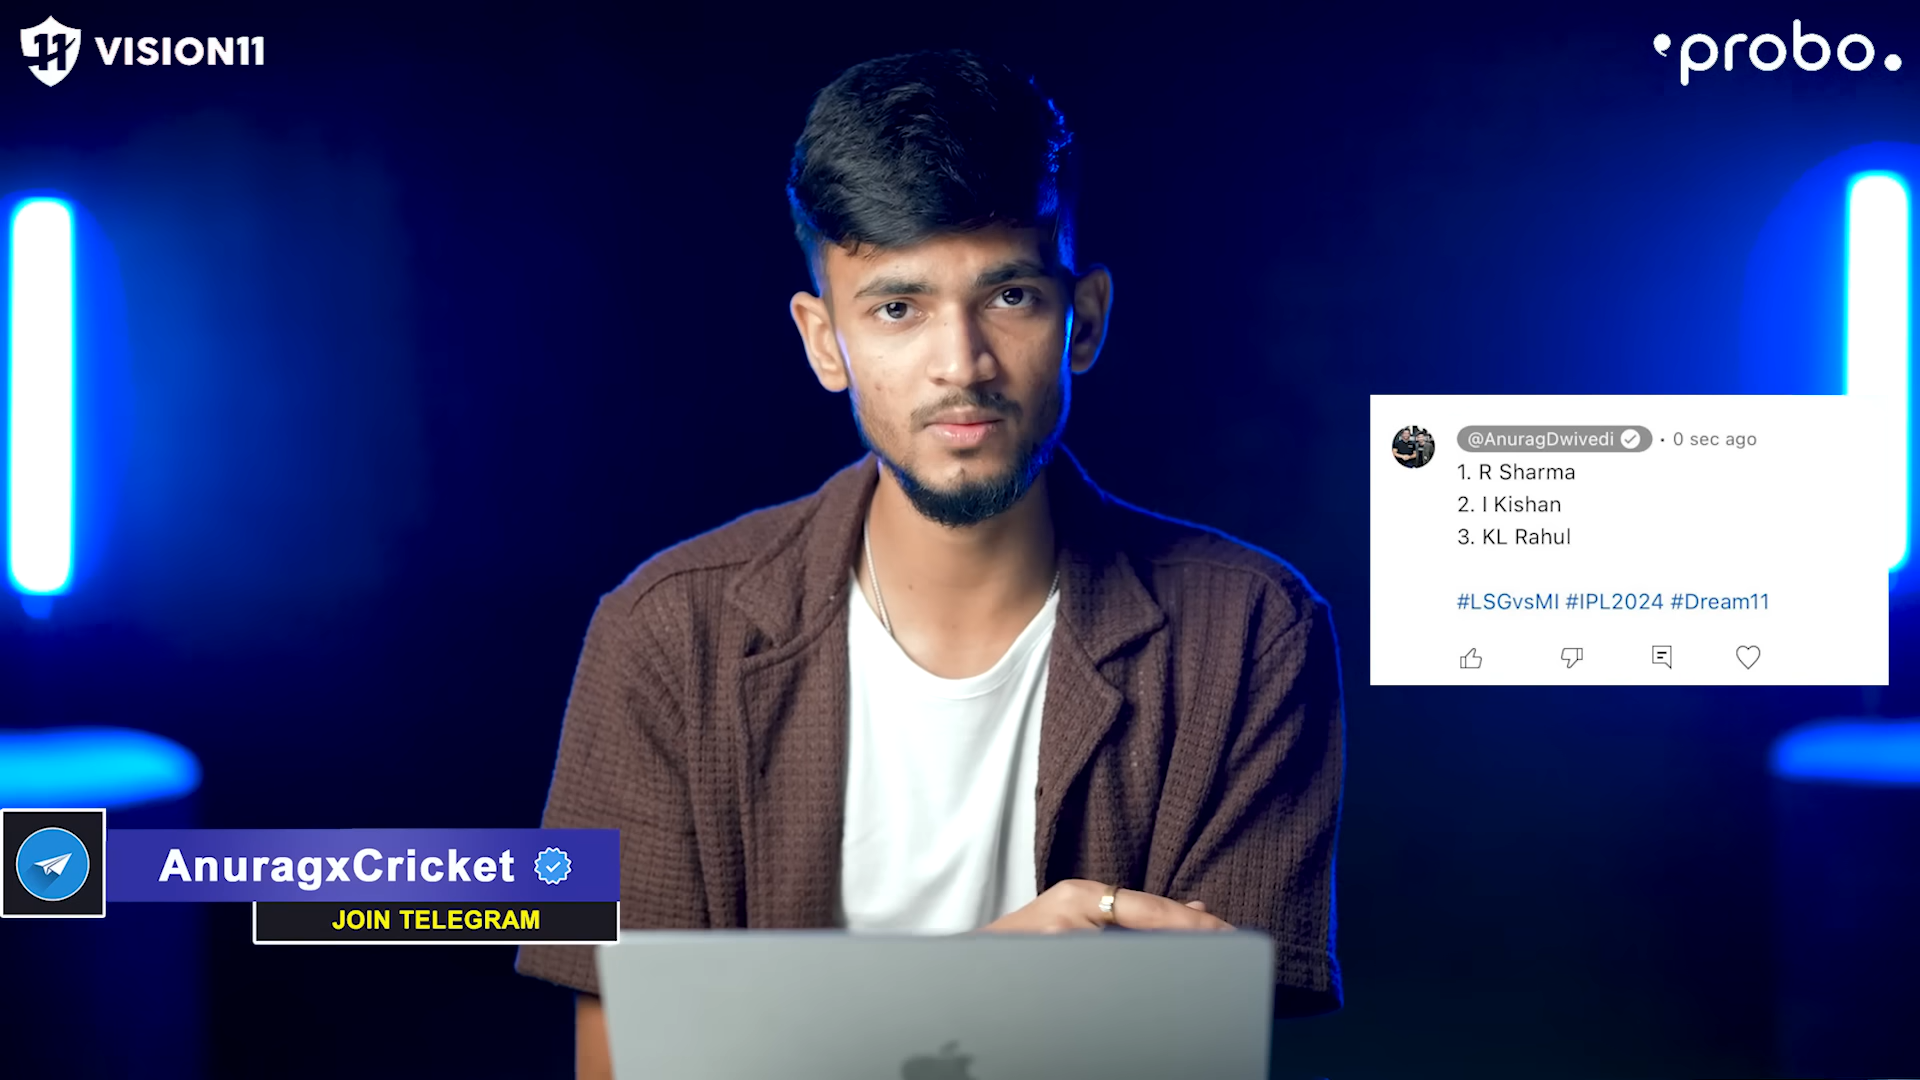 VISION11
probo.
@AnuragDwivedi • 0 sec ago
1. R Sharma
2. I Kishan
3. KL Rahul
#LSGvsMI #IPL2024 #Dream11
AnuragxCricket
JOIN TELEGRAM